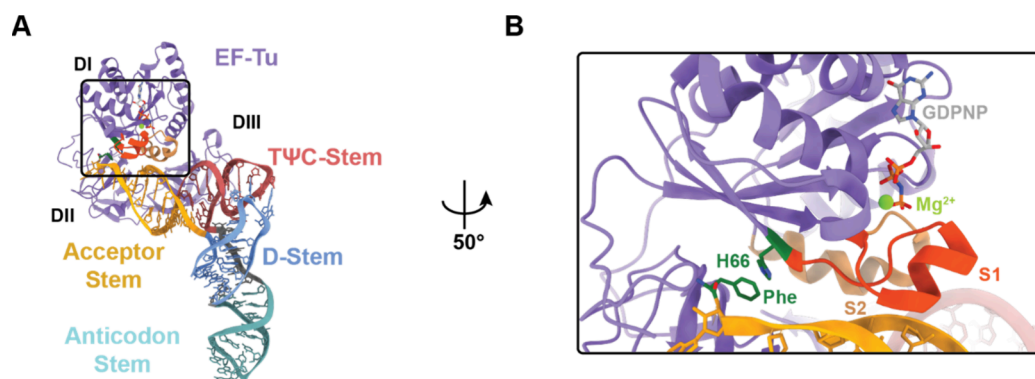 A
EF-Tu
DI
DIII
TΨC-Stem
DII
Acceptor
Stem
D-Stem
Anticodon
Stem
50°
B
GDPNP
Mg²⁺
H66
S1
Phe
S2